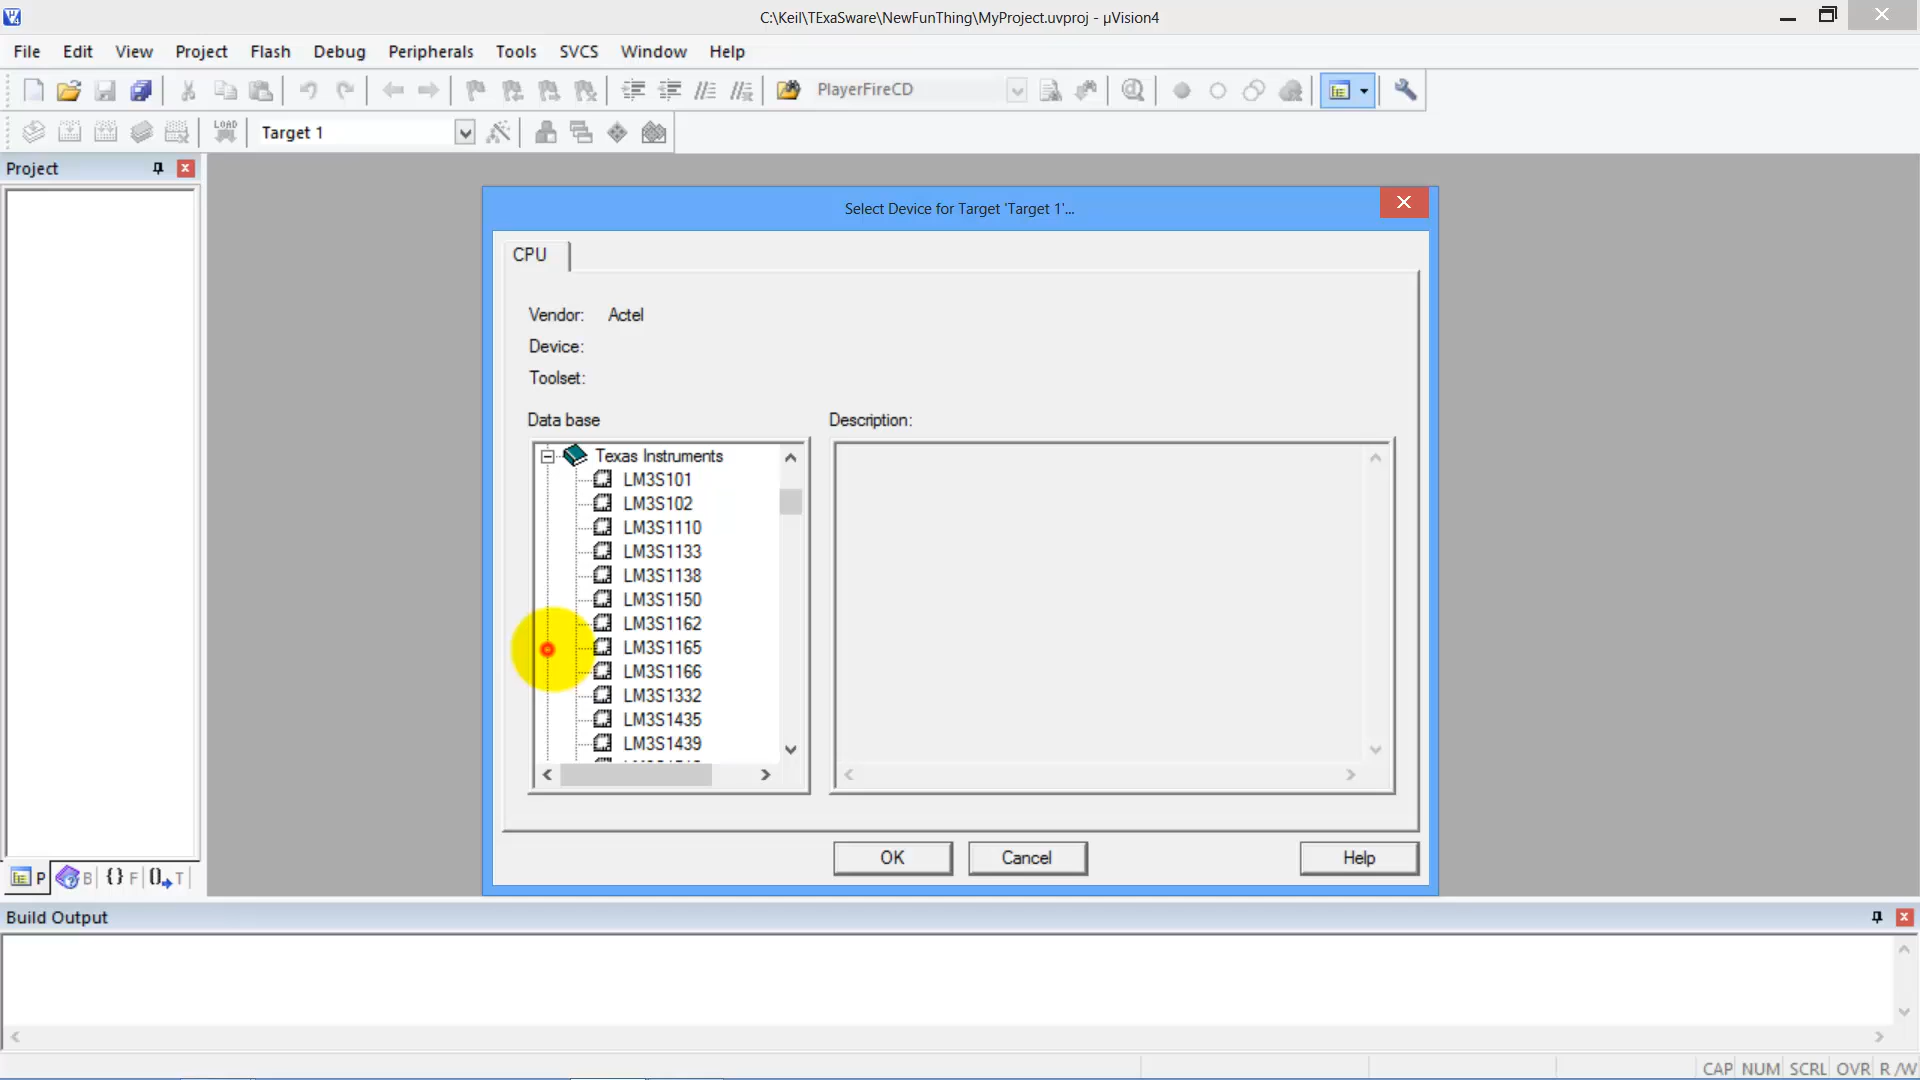 C:\Keil\TExaSware\NewFunThing\MyProject.uvproj - µVision4
File Edit View Project Flash Debug Peripherals Tools SVCS Window Help
PlayerFireCD
LOAD
Target 1
Project
Select Device for Target 'Target 1'...
CPU
Vendor: Actel
Device:
Toolset:
Data base
Description:
Texas Instruments
LM3S101
LM3S102
LM3S1110
LM3S1133
LM3S1138
LM3S1150
LM3S1162
LM3S1165
LM3S1166
LM3S1332
LM3S1435
LM3S1439
OK Cancel Help
P B {} F T
Build Output
CAP NUM SCRL OVR R/W